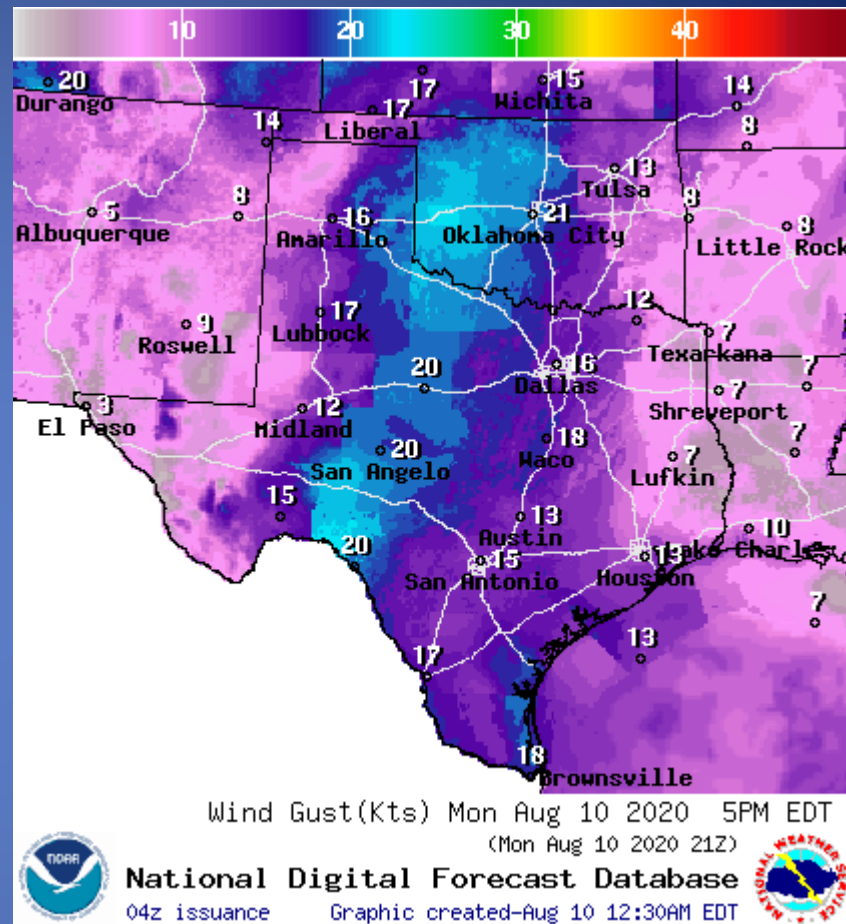 10 20 30 40
20
Durango
17
15
Wichita
14
17
Liberal
14
8
13
Tulsa
5
Albuquerque
8
16
Amarillo
21
Oklahoma City
8
8
Little Rock
9
Roswell
17
Lubbock
12
7
Texarkana
16
Dallas
20
7
Shreveport
7
3
El Paso
12
Midland
20
San Angelo
18
Waco
7
Lufkin
7
15
13
Austin
10
Lake Charles
20
15
San Antonio
13
Houston
7
13
17
18
Brownsville
Wind Gust(Kts) Mon Aug 10 2020 5PM EDT
(Mon Aug 10 2020 21Z)
NOAA
NATIONAL WEATHER SERVICE
National Digital Forecast Database
04z issuance Graphic created-Aug 10 12:30AM EDT